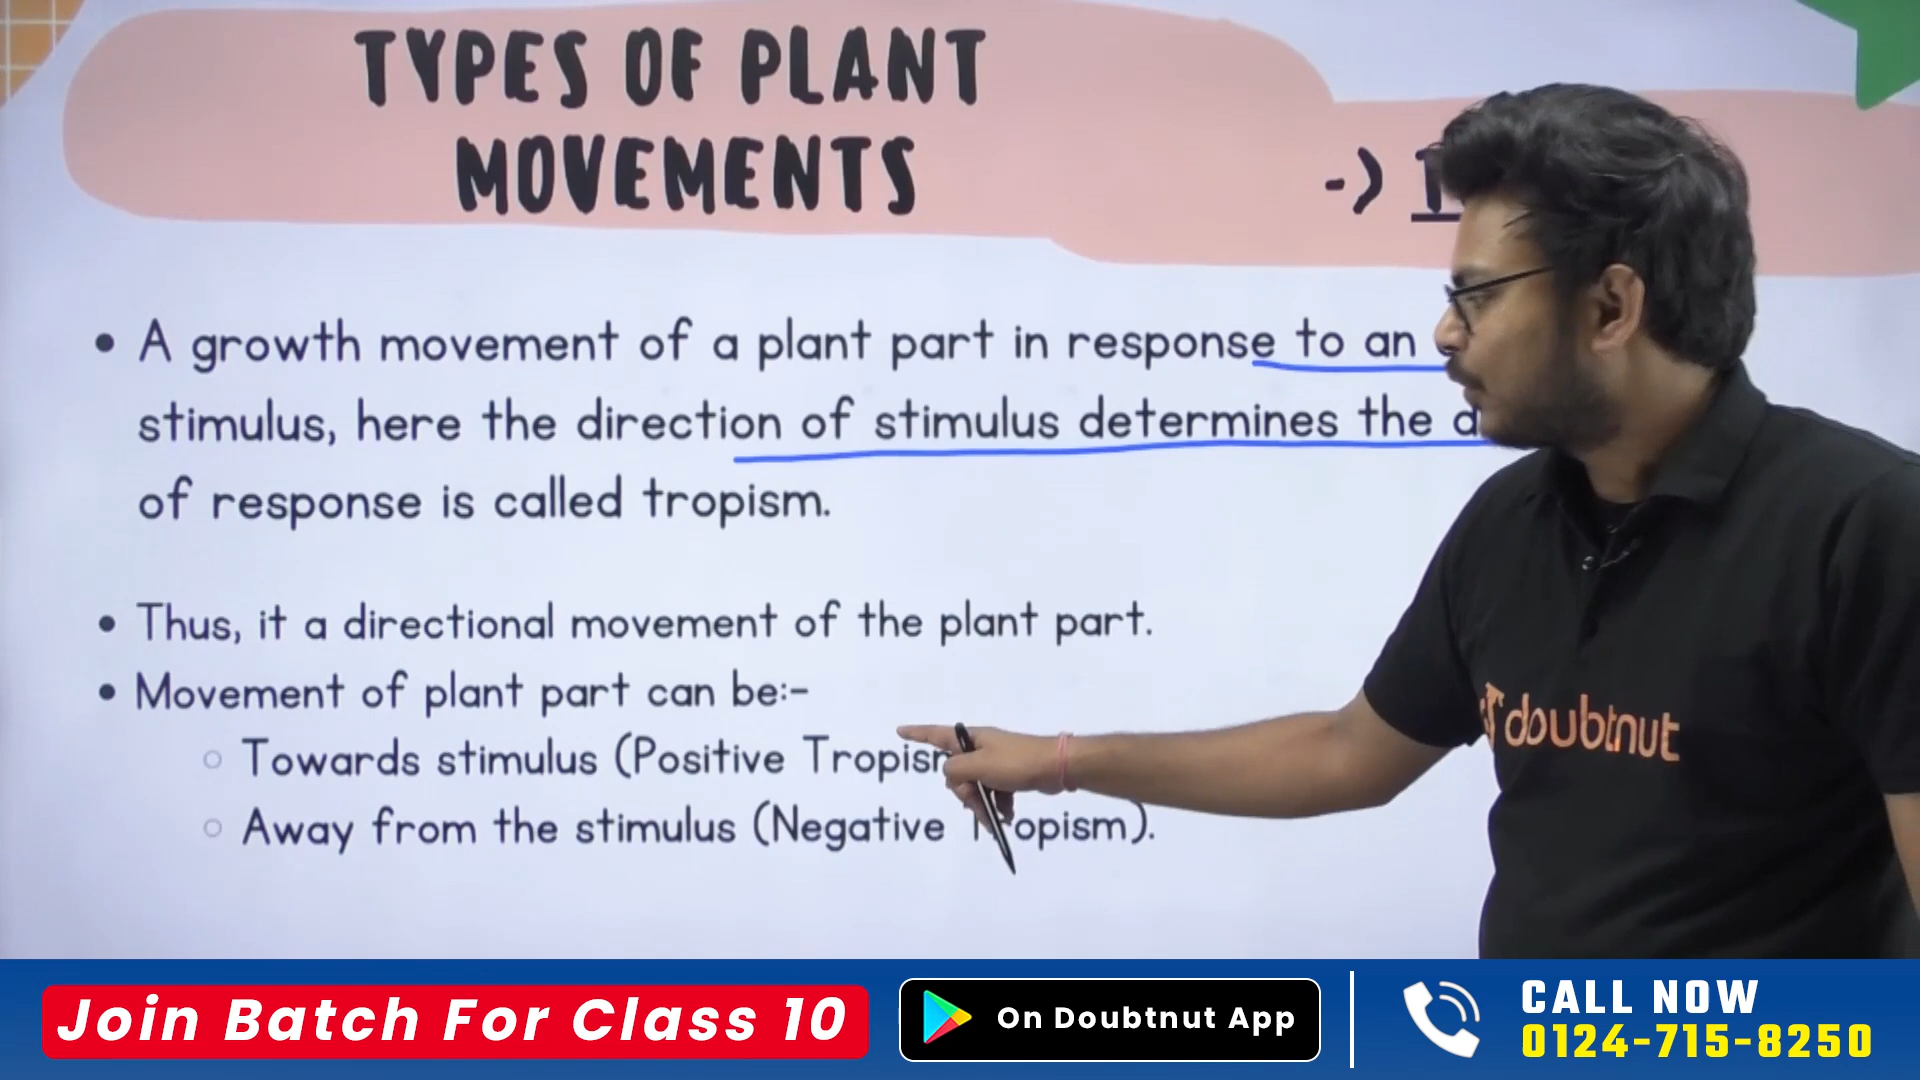 TYPES OF PLANT
MOVEMENTS
-)
A growth movement of a plant part in response to an
stimulus, here the direction of stimulus determines the
of response is called tropism.
Thus, it a directional movement of the plant part.
Movement of plant part can be:-
Towards stimulus (Positive
Away from the stimulus (Negative Tropism).
doubtnut
Join Batch For Class 10
On Doubtnut App
CALL NOW
0124-715-8250